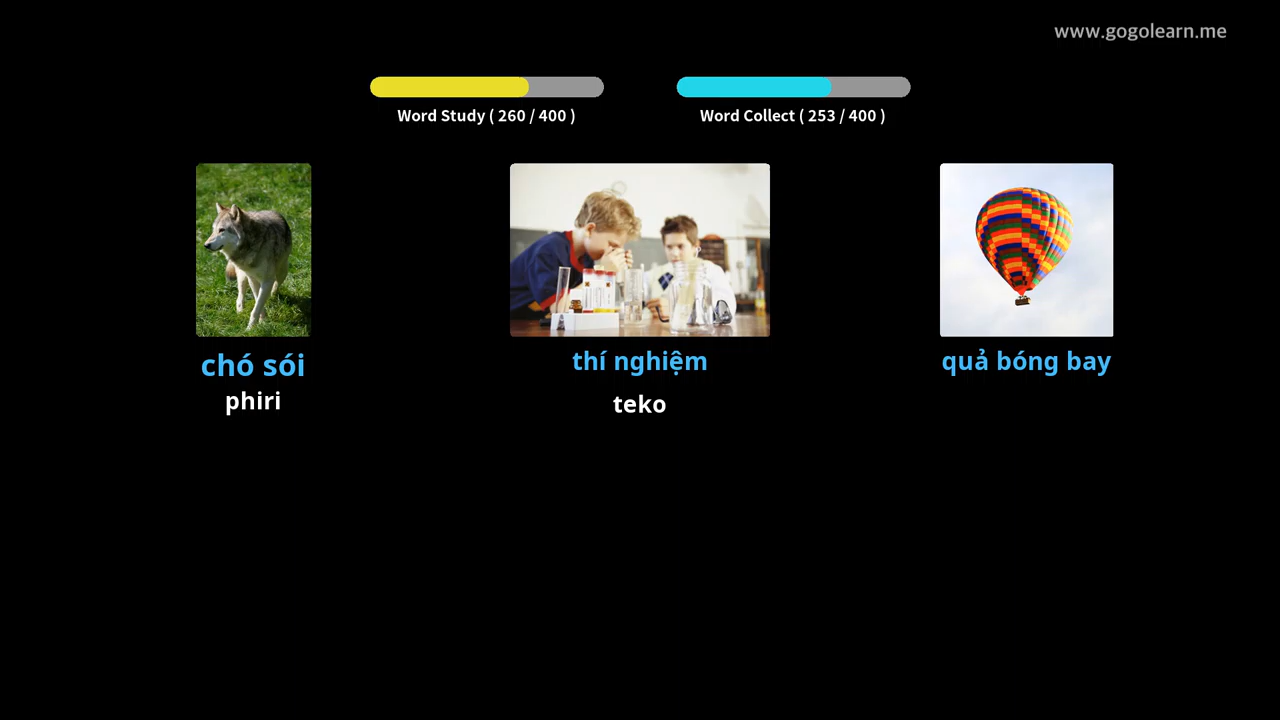 www.gogolearn.me
Word Study ( 260 / 400 )
Word Collect ( 253 / 400 )
chó sói
phiri
thí nghiệm
teko
quả bóng bay